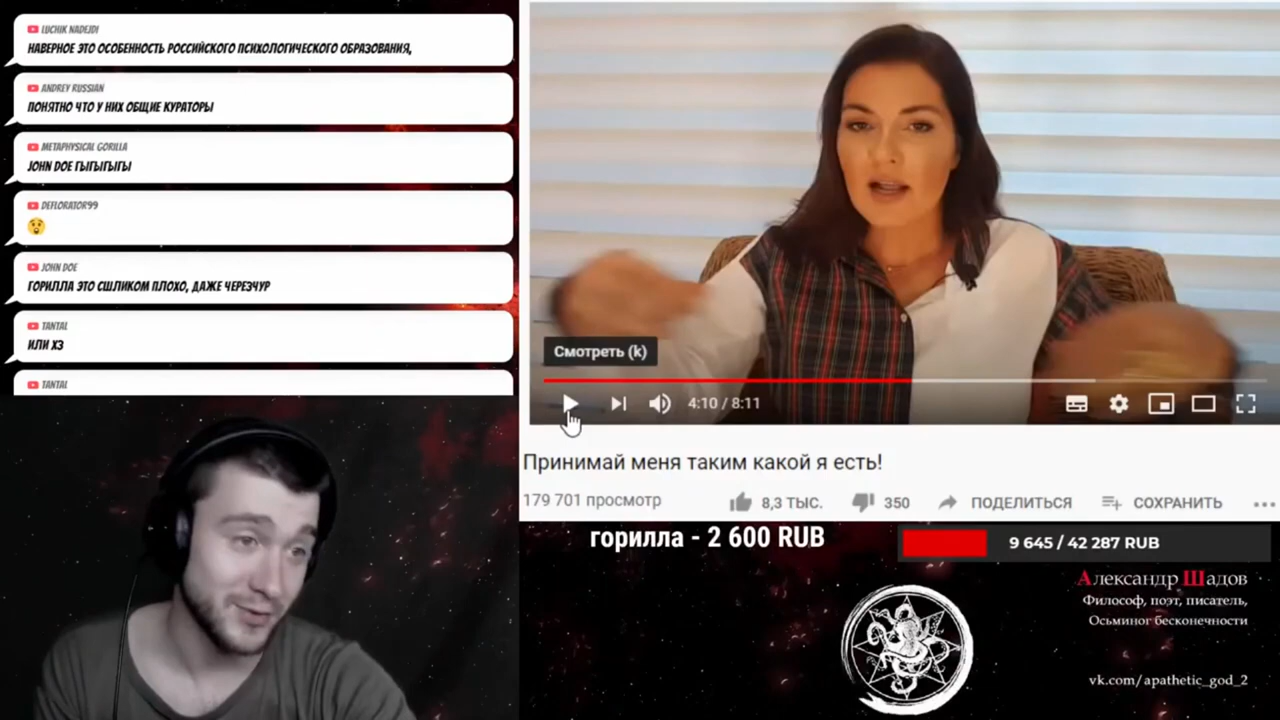 LUCHIK NADEJDI
НАВЕРНОЕ ЭТО ОСОБЕННОСТЬ РОССИЙСКОГО ПСИХОЛОГИЧЕСКОГО ОБРАЗОВАНИЯ,
ANDREY RUSSIAN
ПОНЯТНО ЧТО У НИХ ОБЩИЕ КУРАТОРЫ
METAPHYSICAL GORILLA
JOHN DOE ГЫГЫГЫГЫ
DEFLORATOR99
😲
JOHN DOE
ГОРИЛЛА ЭТО СШЛИКОМ ПЛОХО, ДАЖЕ ЧЕРЕЗЧУР
TANTAL
ИЛИ ХЗ
TANTAL
Смотреть (k)
4:10 / 8:11
Принимай меня таким какой я есть!
179 701 просмотр
8,3 ТЫС.
350
ПОДЕЛИТЬСЯ
СОХРАНИТЬ
горилла - 2 600 RUB
9 645 / 42 287 RUB
Александр Шадов
Философ, поэт, писатель,
Осьминог бесконечности
vk.com/apathetic_god_2